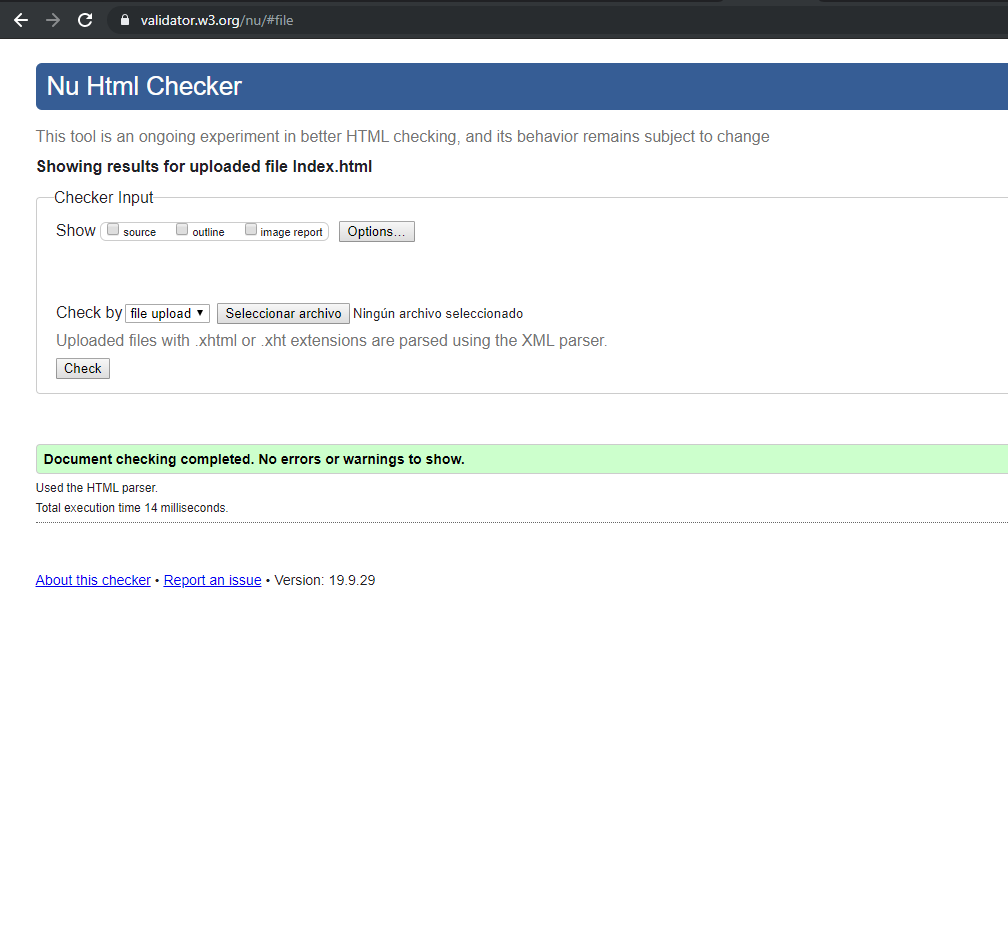 validator.w3.org/nu/#file
Nu Html Checker
This tool is an ongoing experiment in better HTML checking, and its behavior remains subject to change
Showing results for uploaded file Index.html
Checker Input
Show source outline image report Options...
Check by file upload ▼ Seleccionar archivo Ningún archivo seleccionado
Uploaded files with .xhtml or .xht extensions are parsed using the XML parser.
Check
Document checking completed. No errors or warnings to show.
Used the HTML parser.
Total execution time 14 milliseconds.
About this checker • Report an issue • Version: 19.9.29